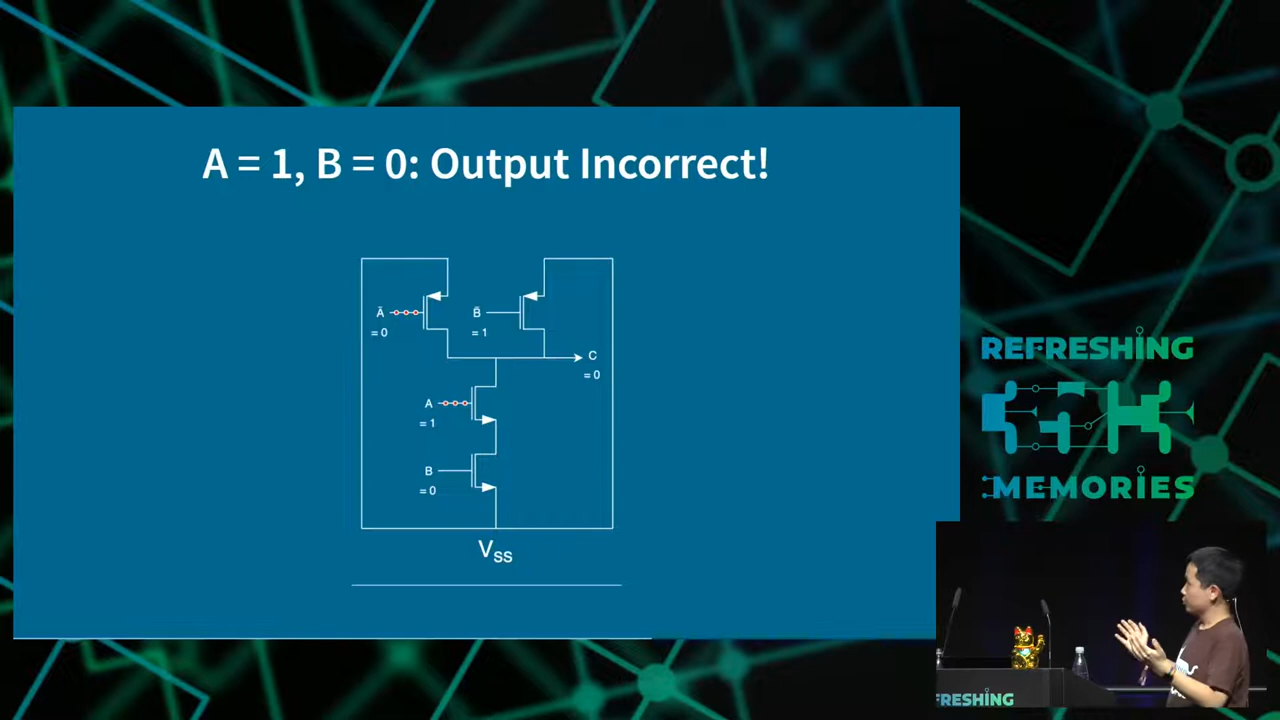 A = 1, B = 0: Output Incorrect!
Ā
= 0
B̄
= 1
C
= 0
A
= 1
B
= 0
VSS
REFRESHING
MEMORIES
FRESHING